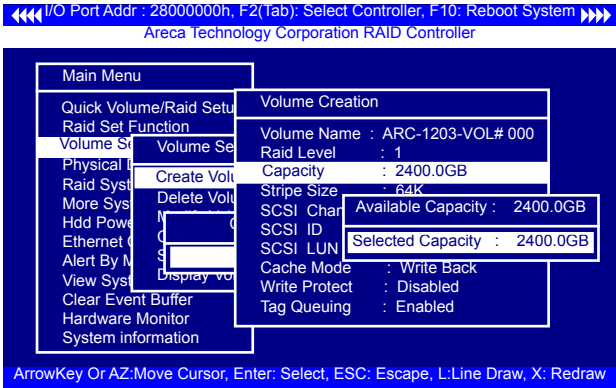 I/O Port Addr : 28000000h, F2(Tab): Select Controller, F10: Reboot System
Areca Technology Corporation RAID Controller
Main Menu
Quick Volume/Raid Setu
Raid Set Function
Volume Se
Physical
Raid Syst
More Sys
Hdd Powe
Ethernet
Alert By M
View Syst
Clear Event Buffer
Hardware Monitor
System information
Volume Se
Create Volu
Delete Volu
Display Vo
Volume Creation
Volume Name : ARC-1203-VOL# 000
Raid Level : 1
Capacity : 2400.0GB
Stripe Size : 64K
SCSI Chan
SCSI ID
SCSI LUN
Cache Mode : Write Back
Write Protect : Disabled
Tag Queuing : Enabled
Available Capacity : 2400.0GB
Selected Capacity : 2400.0GB
ArrowKey Or AZ:Move Cursor, Enter: Select, ESC: Escape, L:Line Draw, X: Redraw